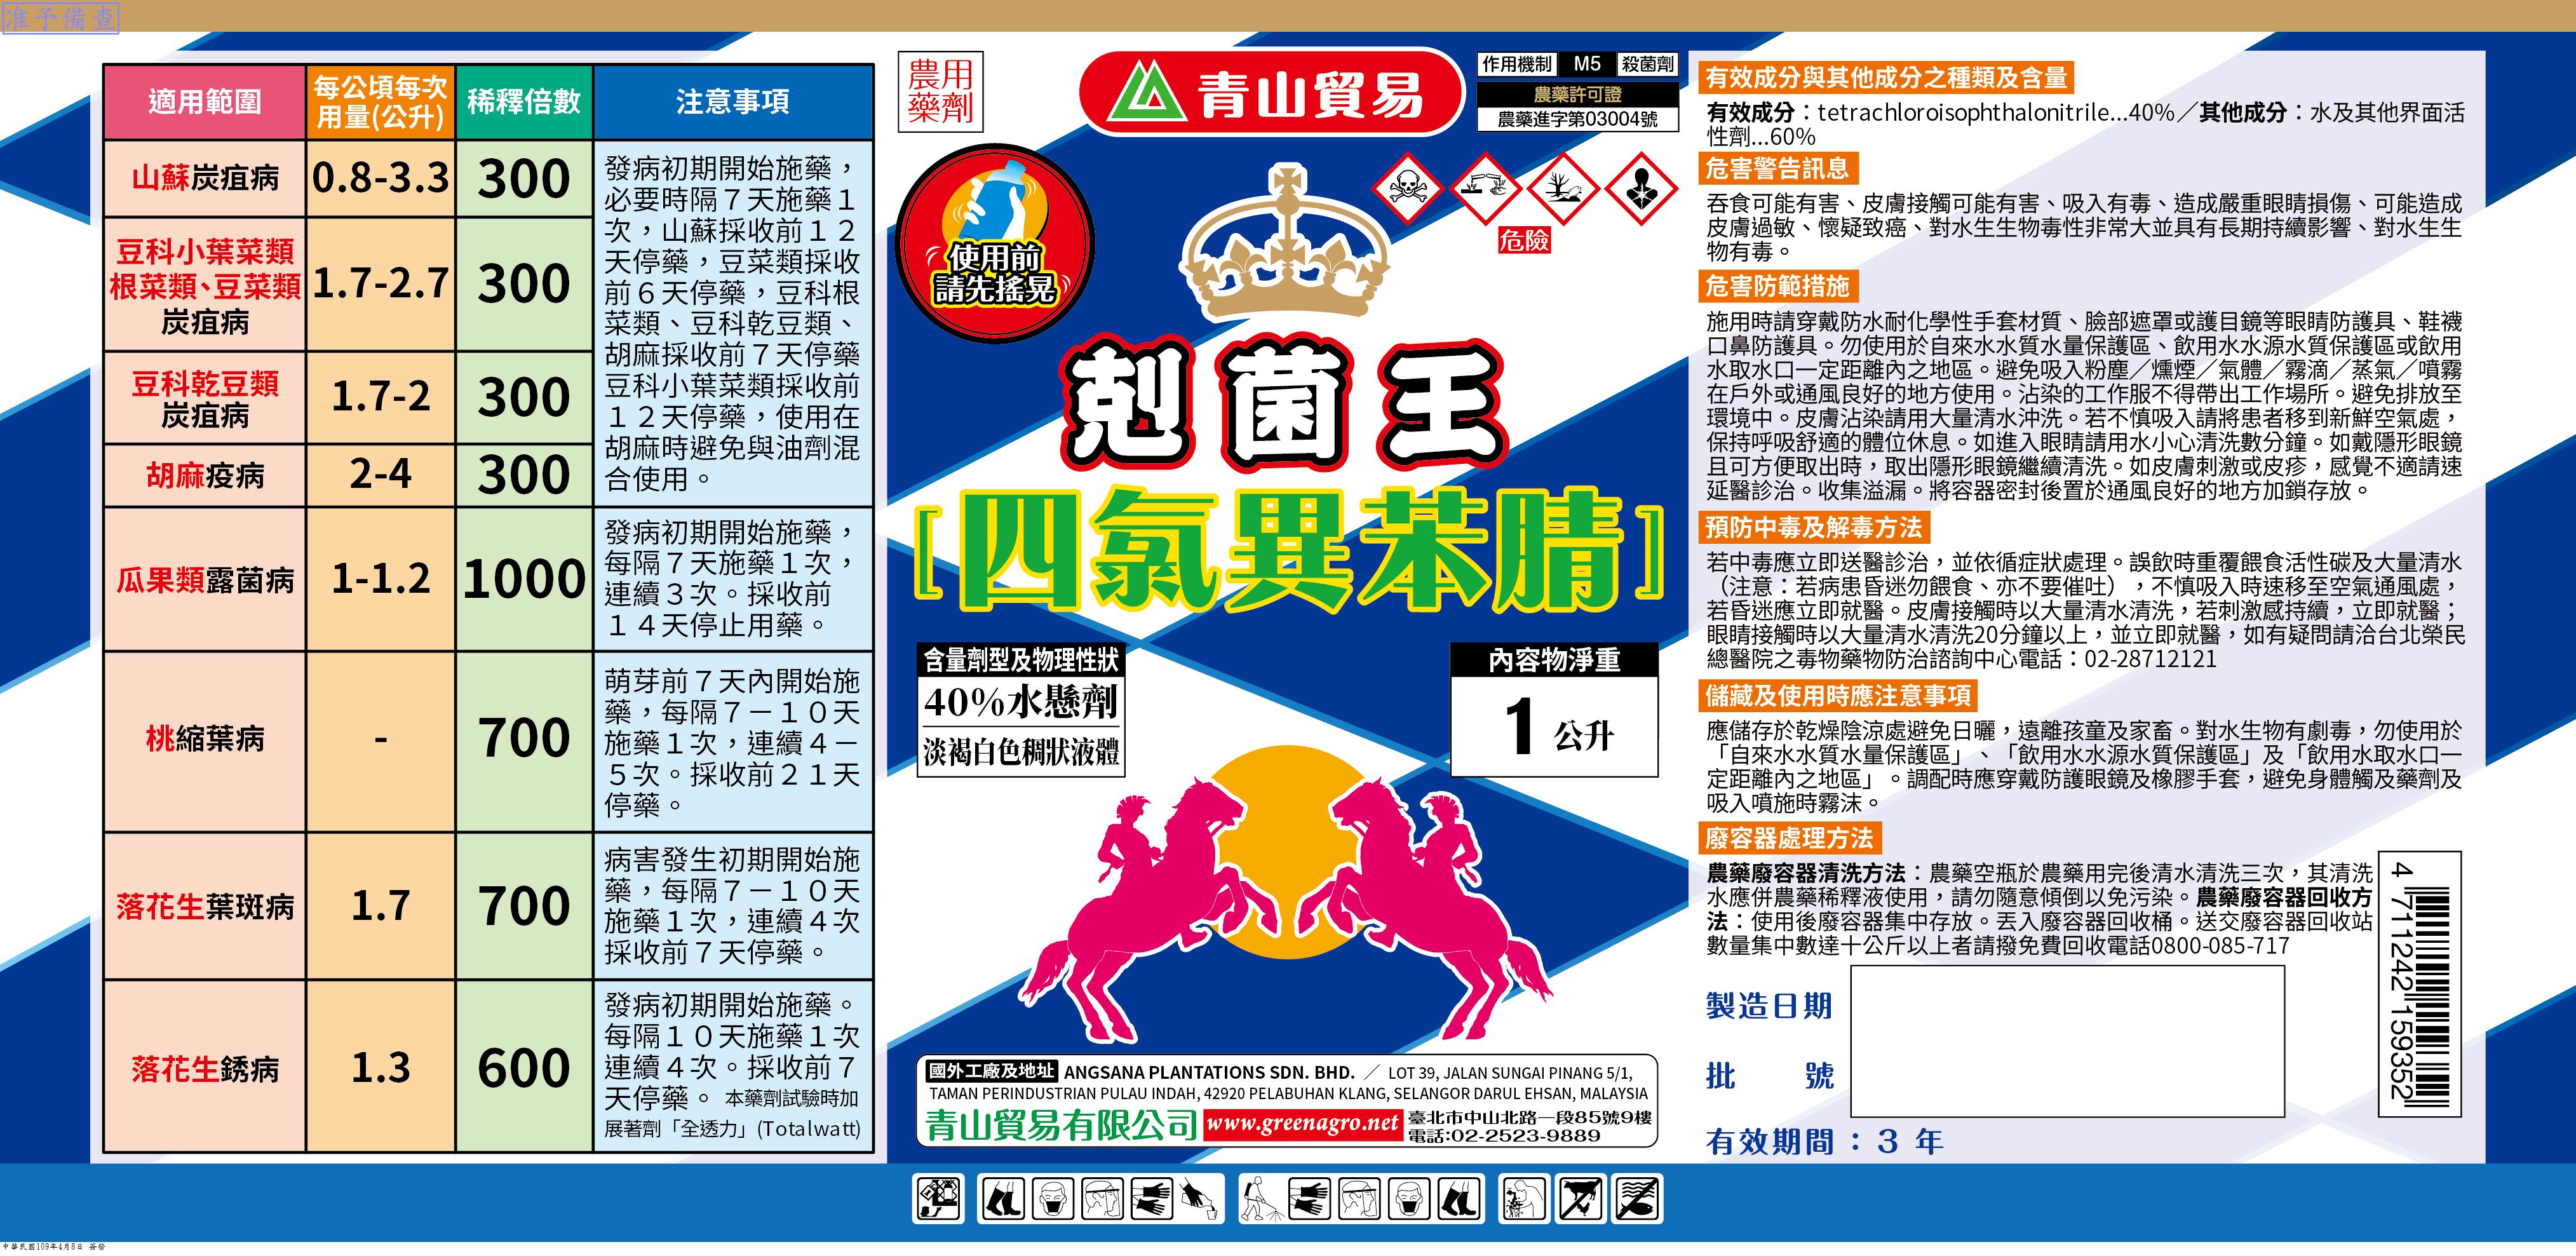 准予備查
適用範圍
每公頃每次
用量(公升)
稀釋倍數
注意事項
山蘇炭疽病
0.8-3.3
300
發病初期開始施藥，
必要時隔７天施藥１
次，山蘇採收前１２
天停藥，豆菜類採收
前６天停藥，豆科根
菜類、豆科乾豆類、
胡麻採收前７天停藥
豆科小葉菜類採收前
１２天停藥，使用在
胡麻時避免與油劑混
合使用。
豆科小葉菜類
根菜類、豆菜類
炭疽病
1.7-2.7
300
豆科乾豆類
炭疽病
1.7-2
300
胡麻疫病
2-4
300
瓜果類露菌病
1-1.2
1000
發病初期開始施藥，
每隔７天施藥１次，
連續３次。採收前
１４天停止用藥。
桃縮葉病
-
700
萌芽前７天內開始施
藥，每隔７－１０天
施藥１次，連續４－
５次。採收前２１天
停藥。
落花生葉斑病
1.7
700
病害發生初期開始施
藥，每隔７－１０天
施藥１次，連續４次
採收前７天停藥。
落花生銹病
1.3
600
發病初期開始施藥。
每隔１０天施藥１次
連續４次。採收前７
天停藥。本藥劑試驗時加
展著劑「全透力」(Totalwatt)
農用
藥劑
青山貿易
作用機制 M5 殺菌劑
農藥許可證
農藥進字第03004號
使用前
請先搖晃
危險
剋菌王
[四氯異苯腈]
含量劑型及物理性狀
40%水懸劑
淡褐白色稠狀液體
內容物淨重
1 公升
國外工廠及地址 ANGSANA PLANTATIONS SDN. BHD. ／ LOT 39, JALAN SUNGAI PINANG 5/1,
TAMAN PERINDUSTRIAN PULAU INDAH, 42920 PELABUHAN KLANG, SELANGOR DARUL EHSAN, MALAYSIA
青山貿易有限公司 www.greenagro.net 臺北市中山北路一段85號9樓
電話:02-2523-9889
有效成分與其他成分之種類及含量
有效成分：tetrachloroisophthalonitrile...40%／其他成分：水及其他界面活
性劑...60%
危害警告訊息
吞食可能有害、皮膚接觸可能有害、吸入有毒、造成嚴重眼睛損傷、可能造成
皮膚過敏、懷疑致癌、對水生生物毒性非常大並具有長期持續影響、對水生生
物有毒。
危害防範措施
施用時請穿戴防水耐化學性手套材質、臉部遮罩或護目鏡等眼睛防護具、鞋襪
口鼻防護具。勿使用於自來水水質水量保護區、飲用水水源水質保護區或飲用
水取水口一定距離內之地區。避免吸入粉塵／燻煙／氣體／霧滴／蒸氣／噴霧
在戶外或通風良好的地方使用。沾染的工作服不得帶出工作場所。避免排放至
環境中。皮膚沾染請用大量清水沖洗。若不慎吸入請將患者移到新鮮空氣處，
保持呼吸舒適的體位休息。如進入眼睛請用水小心清洗數分鐘。如戴隱形眼鏡
且可方便取出時，取出隱形眼鏡繼續清洗。如皮膚刺激或皮疹，感覺不適請速
延醫診治。收集溢漏。將容器密封後置於通風良好的地方加鎖存放。
預防中毒及解毒方法
若中毒應立即送醫診治，並依循症狀處理。誤飲時重覆餵食活性碳及大量清水
（注意：若病患昏迷勿餵食、亦不要催吐），不慎吸入時速移至空氣通風處，
若昏迷應立即就醫。皮膚接觸時以大量清水清洗，若刺激感持續，立即就醫；
眼睛接觸時以大量清水清洗20分鐘以上，並立即就醫，如有疑問請洽台北榮民
總醫院之毒物藥物防治諮詢中心電話：02-28712121
儲藏及使用時應注意事項
應儲存於乾燥陰涼處避免日曬，遠離孩童及家畜。對水生物有劇毒，勿使用於
「自來水水質水量保護區」、「飲用水水源水質保護區」及「飲用水取水口一
定距離內之地區」。調配時應穿戴防護眼鏡及橡膠手套，避免身體觸及藥劑及
吸入噴施時霧沫。
廢容器處理方法
農藥廢容器清洗方法：農藥空瓶於農藥用完後清水清洗三次，其清洗
水應併農藥稀釋液使用，請勿隨意傾倒以免污染。農藥廢容器回收方
法：使用後廢容器集中存放。丟入廢容器回收桶。送交廢容器回收站
數量集中數達十公斤以上者請撥免費回收電話0800-085-717
製造日期
批 號
有效期間：3 年
4 711242 159352
中華民國109年4月8日 簽發